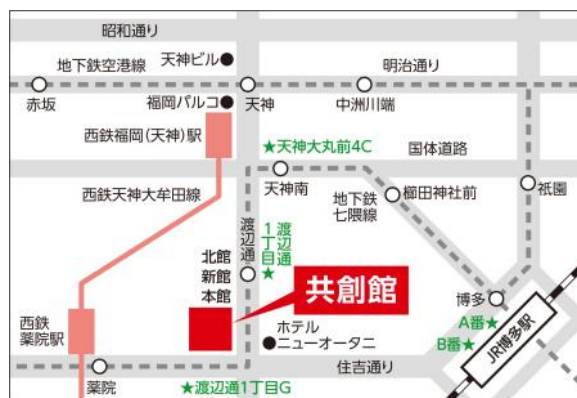 昭和通り
地下鉄空港線
天神ビル●
明治通り
赤坂
福岡パルコ●
天神
中洲川端
西鉄福岡(天神)駅
★天神大丸前4C
国体道路
西鉄天神大牟田線
天神南
地下鉄
七隈線
櫛田神社前
祇園
渡辺通
渡辺通
1丁目
★
北館
新館
本館
共創館
博多
A番★
B番★
JR博多駅
西鉄
薬院駅
ホテル
●ニューオータニ
住吉通り
薬院
★渡辺通1丁目G